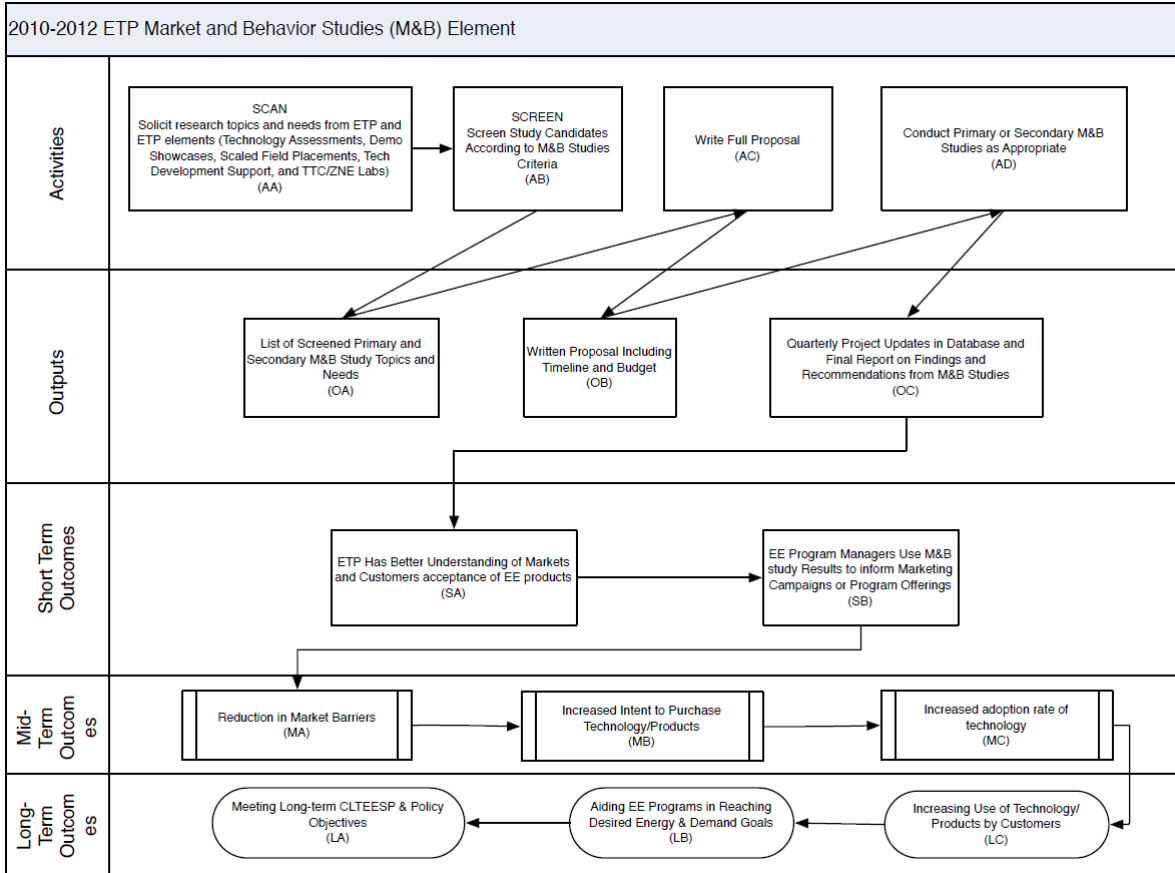 2010-2012 ETP Market and Behavior Studies (M&B) Element
Activities
SCAN
Solicit research topics and needs from ETP and
ETP elements (Technology Assessments, Demo
Showcases, Scaled Field Placements, Tech
Development Support, and TTC/ZNE Labs)
(AA)
SCREEN
Screen Study Candidates
According to M&B Studies
Criteria
(AB)
Write Full Proposal
(AC)
Conduct Primary or Secondary M&B
Studies as Appropriate
(AD)
Outputs
List of Screened Primary and
Secondary M&B Study Topics and
Needs
(OA)
Written Proposal Including
Timeline and Budget
(OB)
Quarterly Project Updates in Database and
Final Report on Findings and
Recommendations from M&B Studies
(OC)
Short Term
Outcomes
ETP Has Better Understanding of Markets
and Customers acceptance of EE products
(SA)
EE Program Managers Use M&B
study Results to inform Marketing
Campaigns or Program Offerings
(SB)
Mid-
Term
Outcom
es
Reduction in Market Barriers
(MA)
Increased Intent to Purchase
Technology/Products
(MB)
Increased adoption rate of
technology
(MC)
Long-
Term
Outcom
es
Meeting Long-term CLTEESP & Policy
Objectives
(LA)
Aiding EE Programs in Reaching
Desired Energy & Demand Goals
(LB)
Increasing Use of Technology/
Products by Customers
(LC)